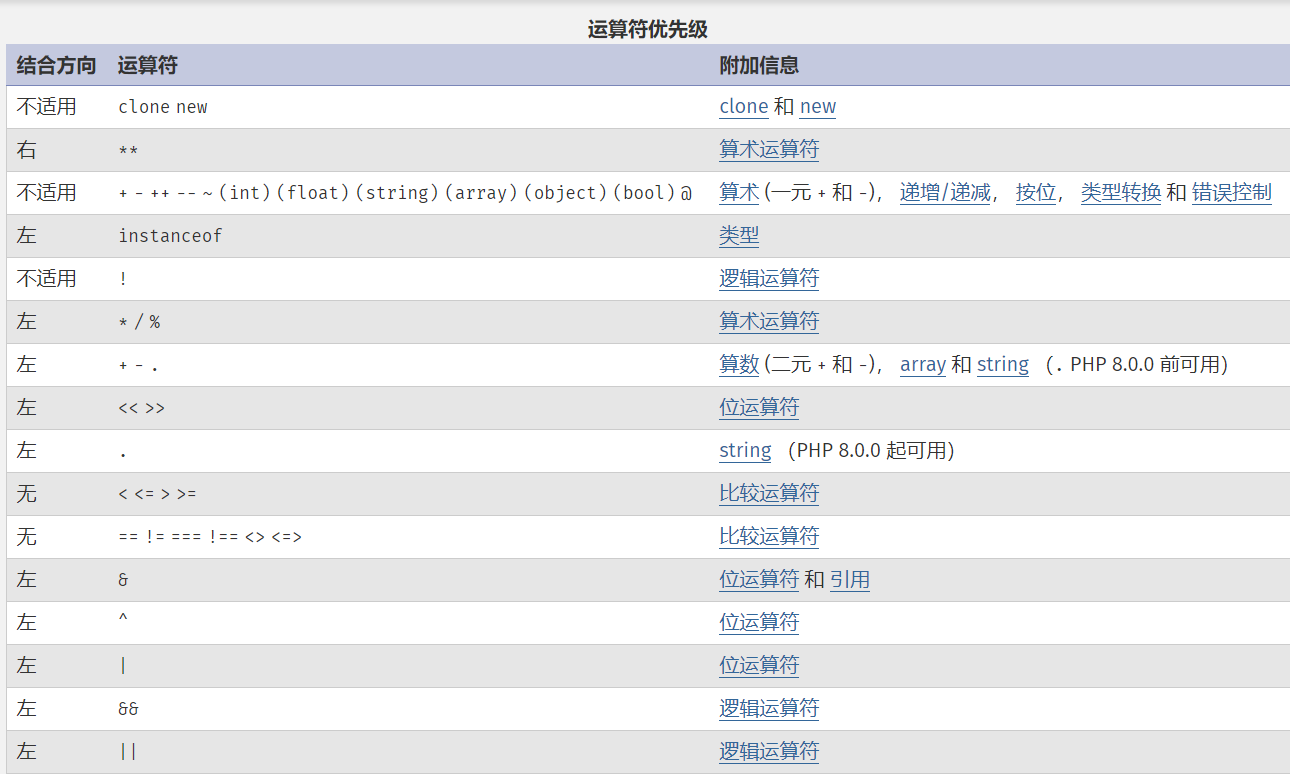 运算符优先级
结合方向 运算符 附加信息
不适用 clone new clone 和 new
右 ** 算术运算符
不适用 + - ++ -- ~ (int) (float) (string) (array) (object) (bool) @ 算术 (一元 + 和 -)， 递增/递减， 按位， 类型转换 和 错误控制
左 instanceof 类型
不适用 ! 逻辑运算符
左 * / % 算术运算符
左 + - . 算数 (二元 + 和 -)， array 和 string （. PHP 8.0.0 前可用）
左 << >> 位运算符
左 . string （PHP 8.0.0 起可用）
无 < <= > >= 比较运算符
无 == != === !== <> <=> 比较运算符
左 & 位运算符 和 引用
左 ^ 位运算符
左 | 位运算符
左 && 逻辑运算符
左 || 逻辑运算符